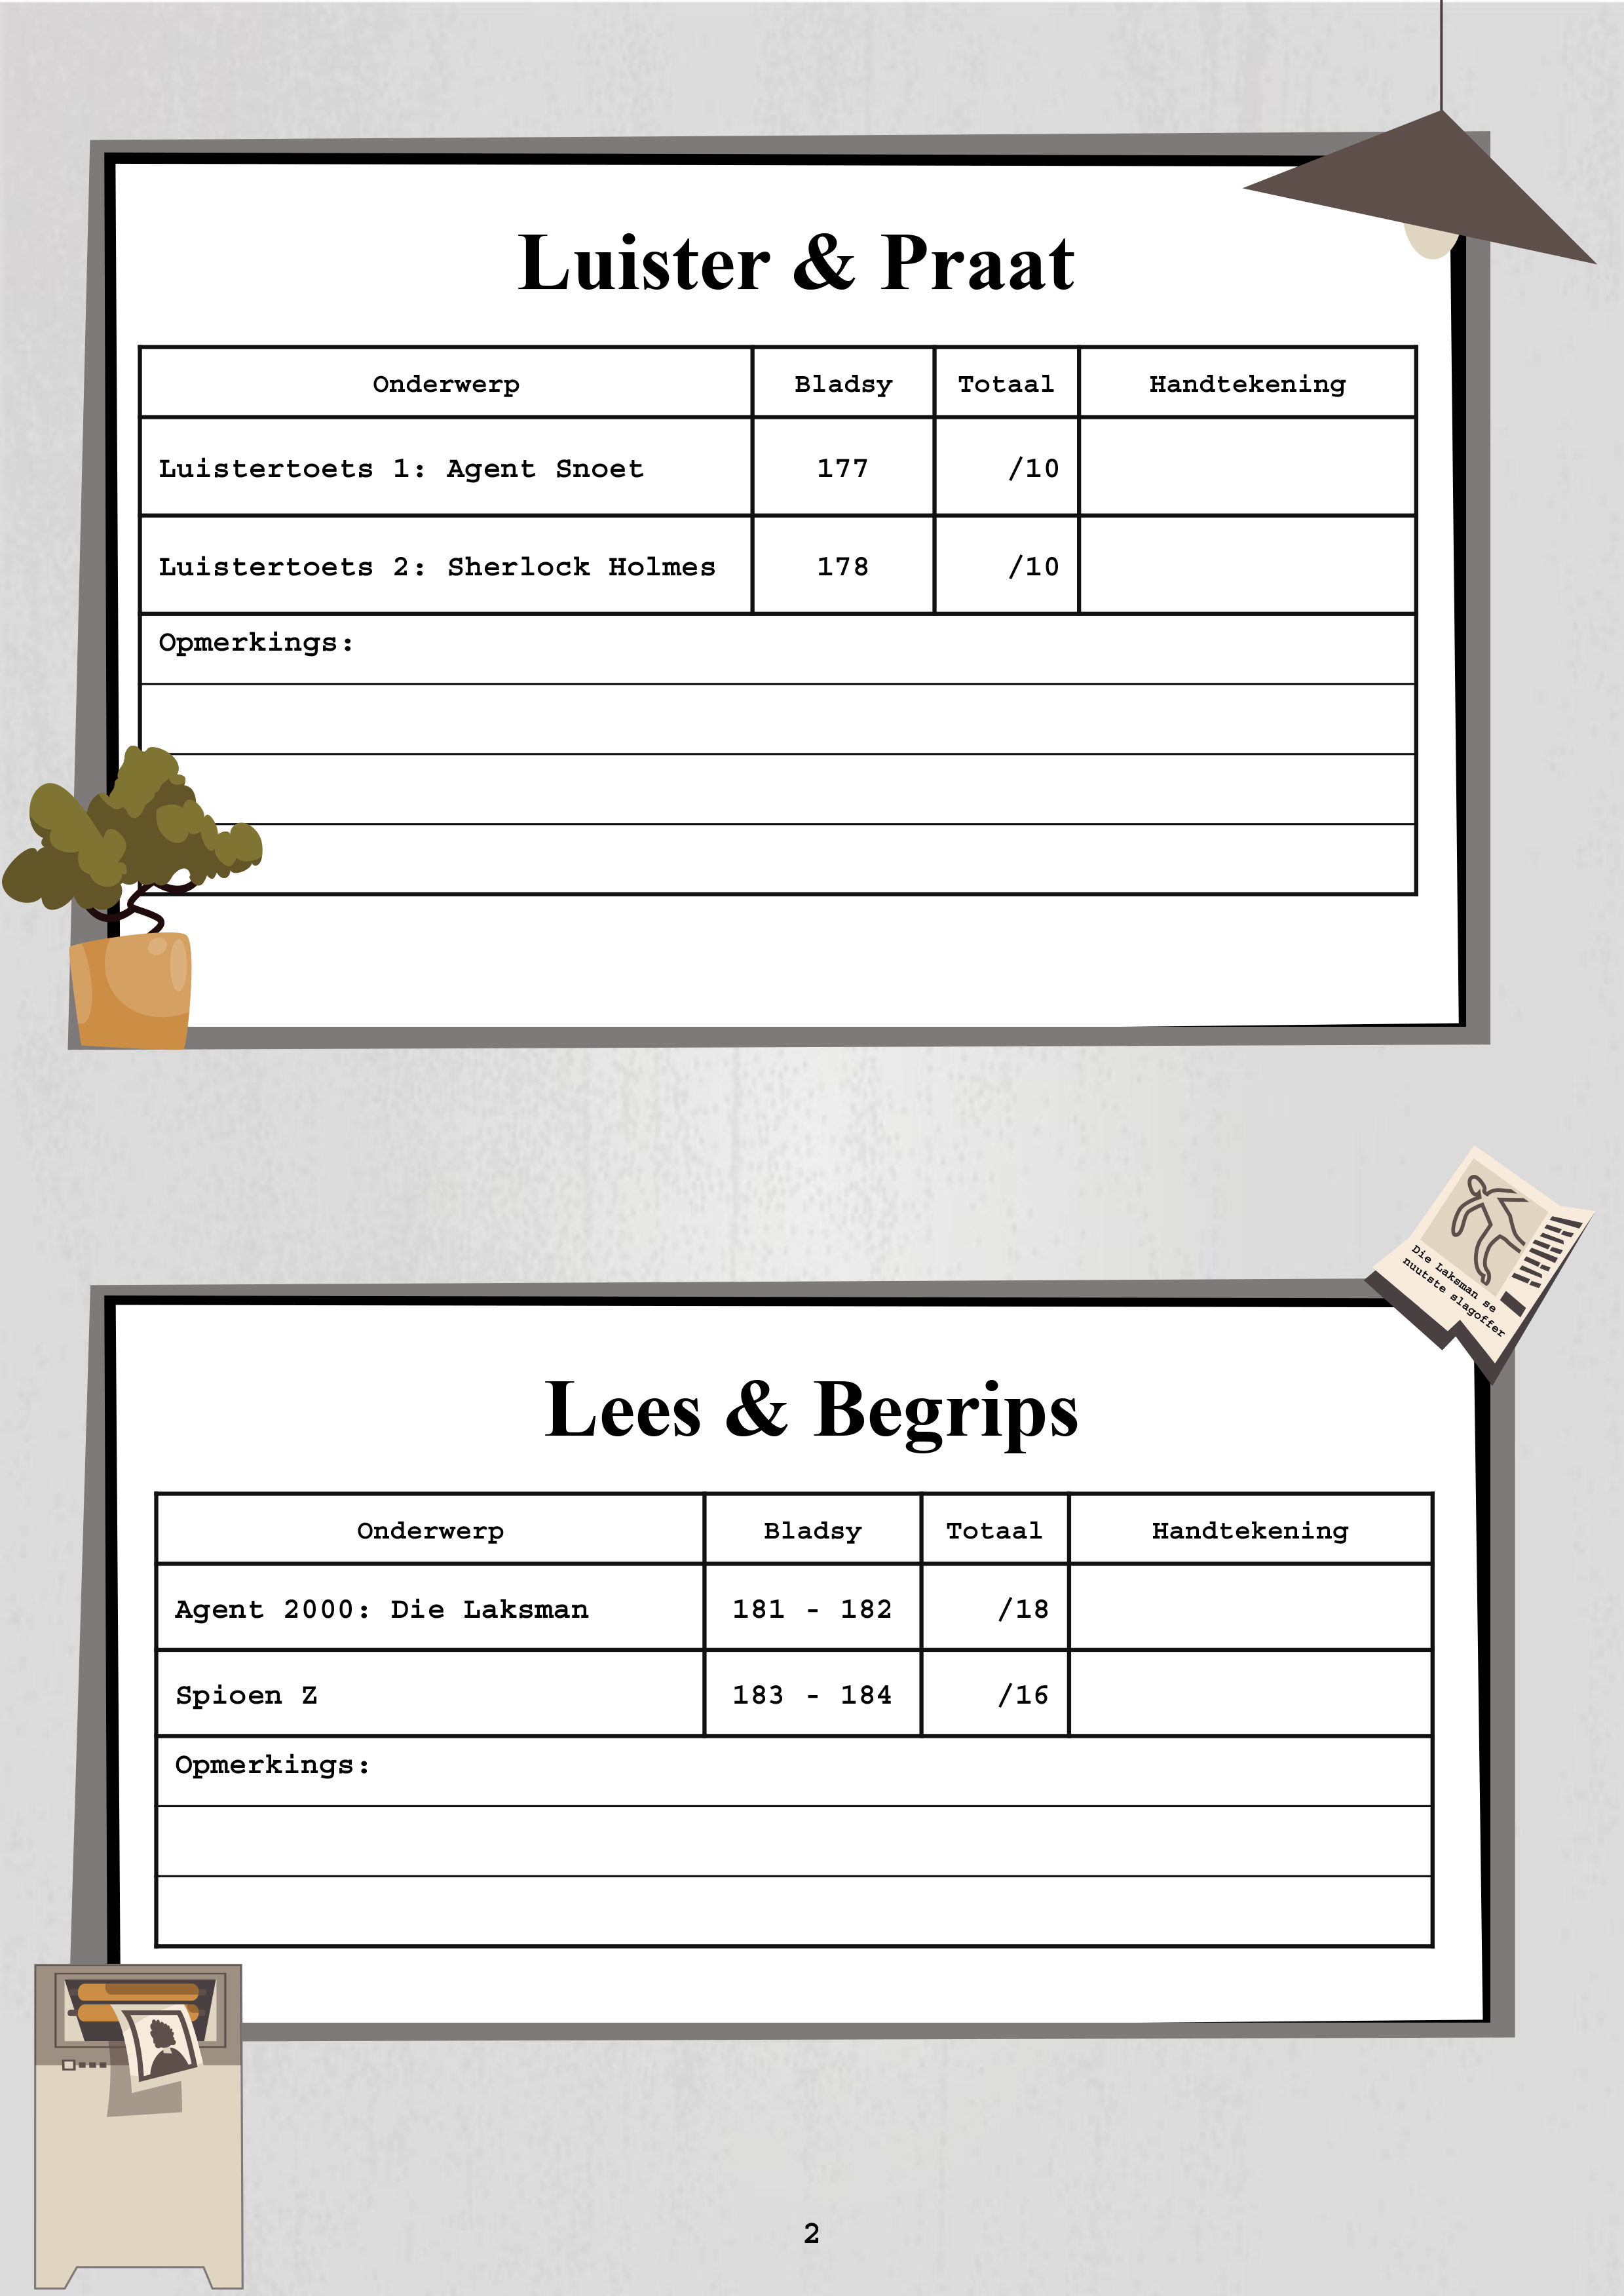 Luister & Praat
Onderwerp Bladsy Totaal Handtekening
Luistertoets 1: Agent Snoet 177 /10
Luistertoets 2: Sherlock Holmes 178 /10
Opmerkings:
Die Laksman se
nuutste slagoffer
Lees & Begrips
Onderwerp Bladsy Totaal Handtekening
Agent 2000: Die Laksman 181 - 182 /18
Spioen Z 183 - 184 /16
Opmerkings:
2